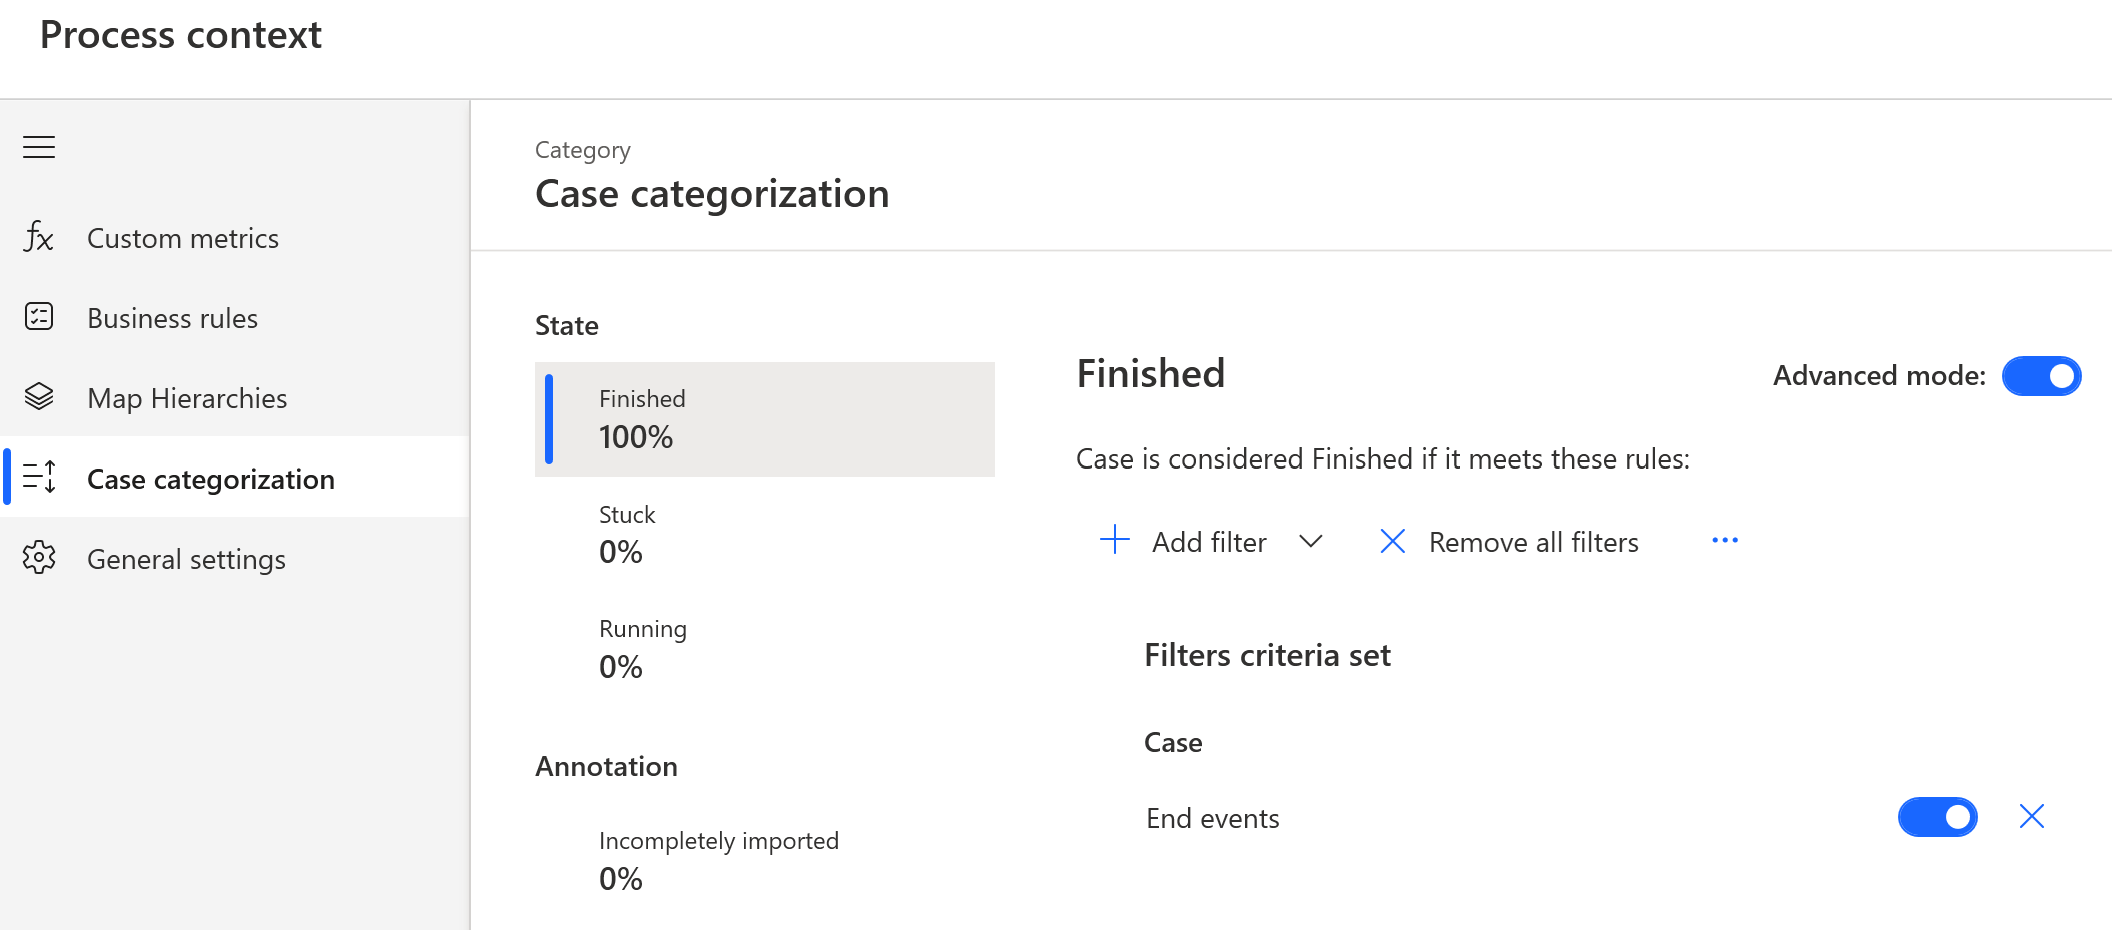 Process context
Custom metrics
Business rules
Map Hierarchies
Case categorization
General settings
Category
Case categorization
State
Finished
100%
Stuck
0%
Running
0%
Annotation
Incompletely imported
0%
Finished
Advanced mode:
Case is considered Finished if it meets these rules:
Add filter
Remove all filters
Filters criteria set
Case
End events